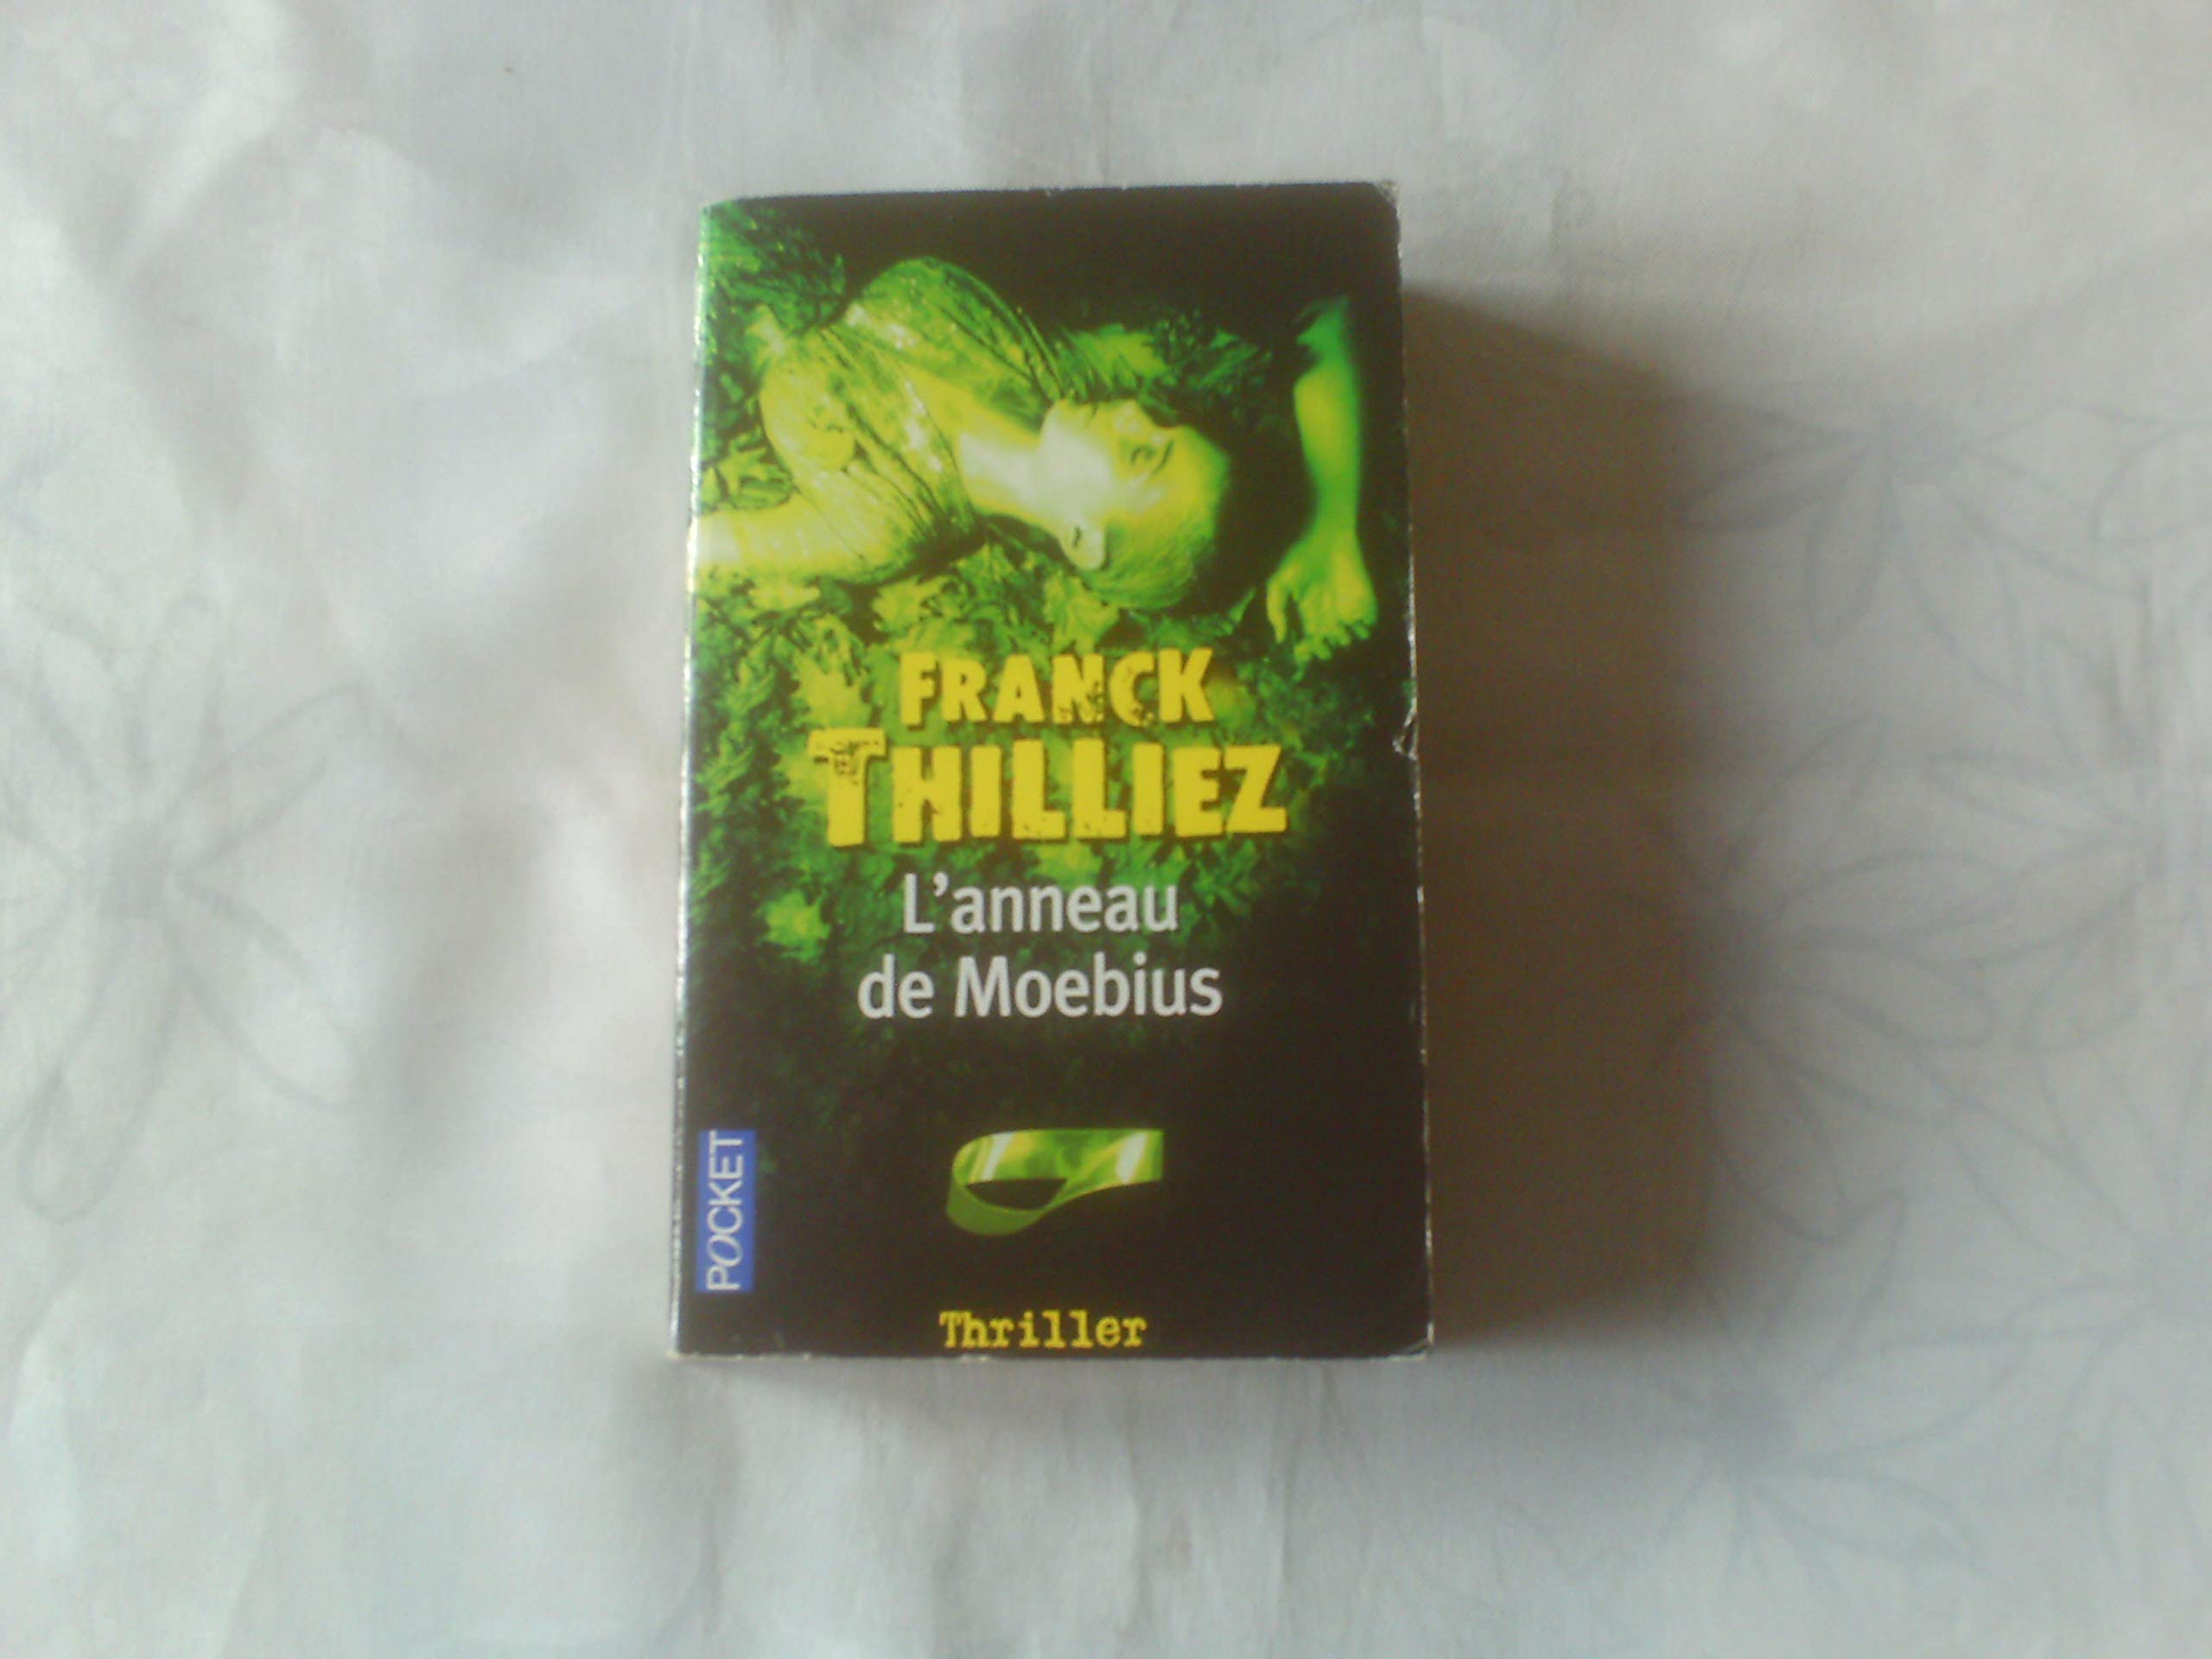 FRANCK
THILLIEZ
L'anneau
de Moebius
POCKET
Thriller